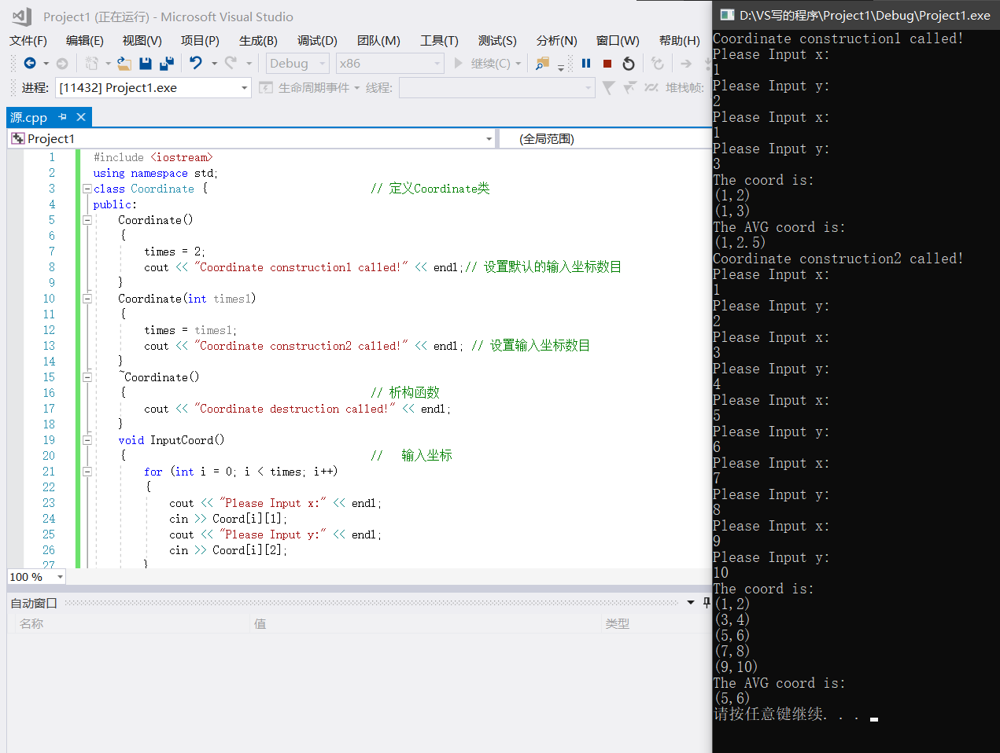 Project1 (正在运行) - Microsoft Visual Studio
文件(F) 编辑(E) 视图(V) 项目(P) 生成(B) 调试(D) 团队(M) 工具(T) 测试(S) 分析(N) 窗口(W) 帮助(H)
Debug x86 继续(C)
进程: [11432] Project1.exe 生命周期事件 线程: 堆栈帧:
源.cpp
Project1 (全局范围)
1 #include <iostream>
2 using namespace std;
3 class Coordinate { // 定义Coordinate类
4 public:
5 Coordinate()
6 {
7 times = 2;
8 cout << "Coordinate construction1 called!" << endl;// 设置默认的输入坐标数目
9 }
10 Coordinate(int times1)
11 {
12 times = times1;
13 cout << "Coordinate construction2 called!" << endl; // 设置输入坐标数目
14 }
15 ~Coordinate()
16 { // 析构函数
17 cout << "Coordinate destruction called!" << endl;
18 }
19 void InputCoord()
20 { // 输入坐标
21 for (int i = 0; i < times; i++)
22 {
23 cout << "Please Input x:" << endl;
24 cin >> Coord[i][1];
25 cout << "Please Input y:" << endl;
26 cin >> Coord[i][2];
27 }
100 %
自动窗口
名称 值 类型
D:\VS写的程序\Project1\Debug\Project1.exe
Coordinate construction1 called!
Please Input x:
1
Please Input y:
2
Please Input x:
1
Please Input y:
3
The coord is:
(1,2)
(1,3)
The AVG coord is:
(1,2.5)
Coordinate construction2 called!
Please Input x:
1
Please Input y:
2
Please Input x:
3
Please Input y:
4
Please Input x:
5
Please Input y:
6
Please Input x:
7
Please Input y:
8
Please Input x:
9
Please Input y:
10
The coord is:
(1,2)
(3,4)
(5,6)
(7,8)
(9,10)
The AVG coord is:
(5,6)
请按任意键继续. . .